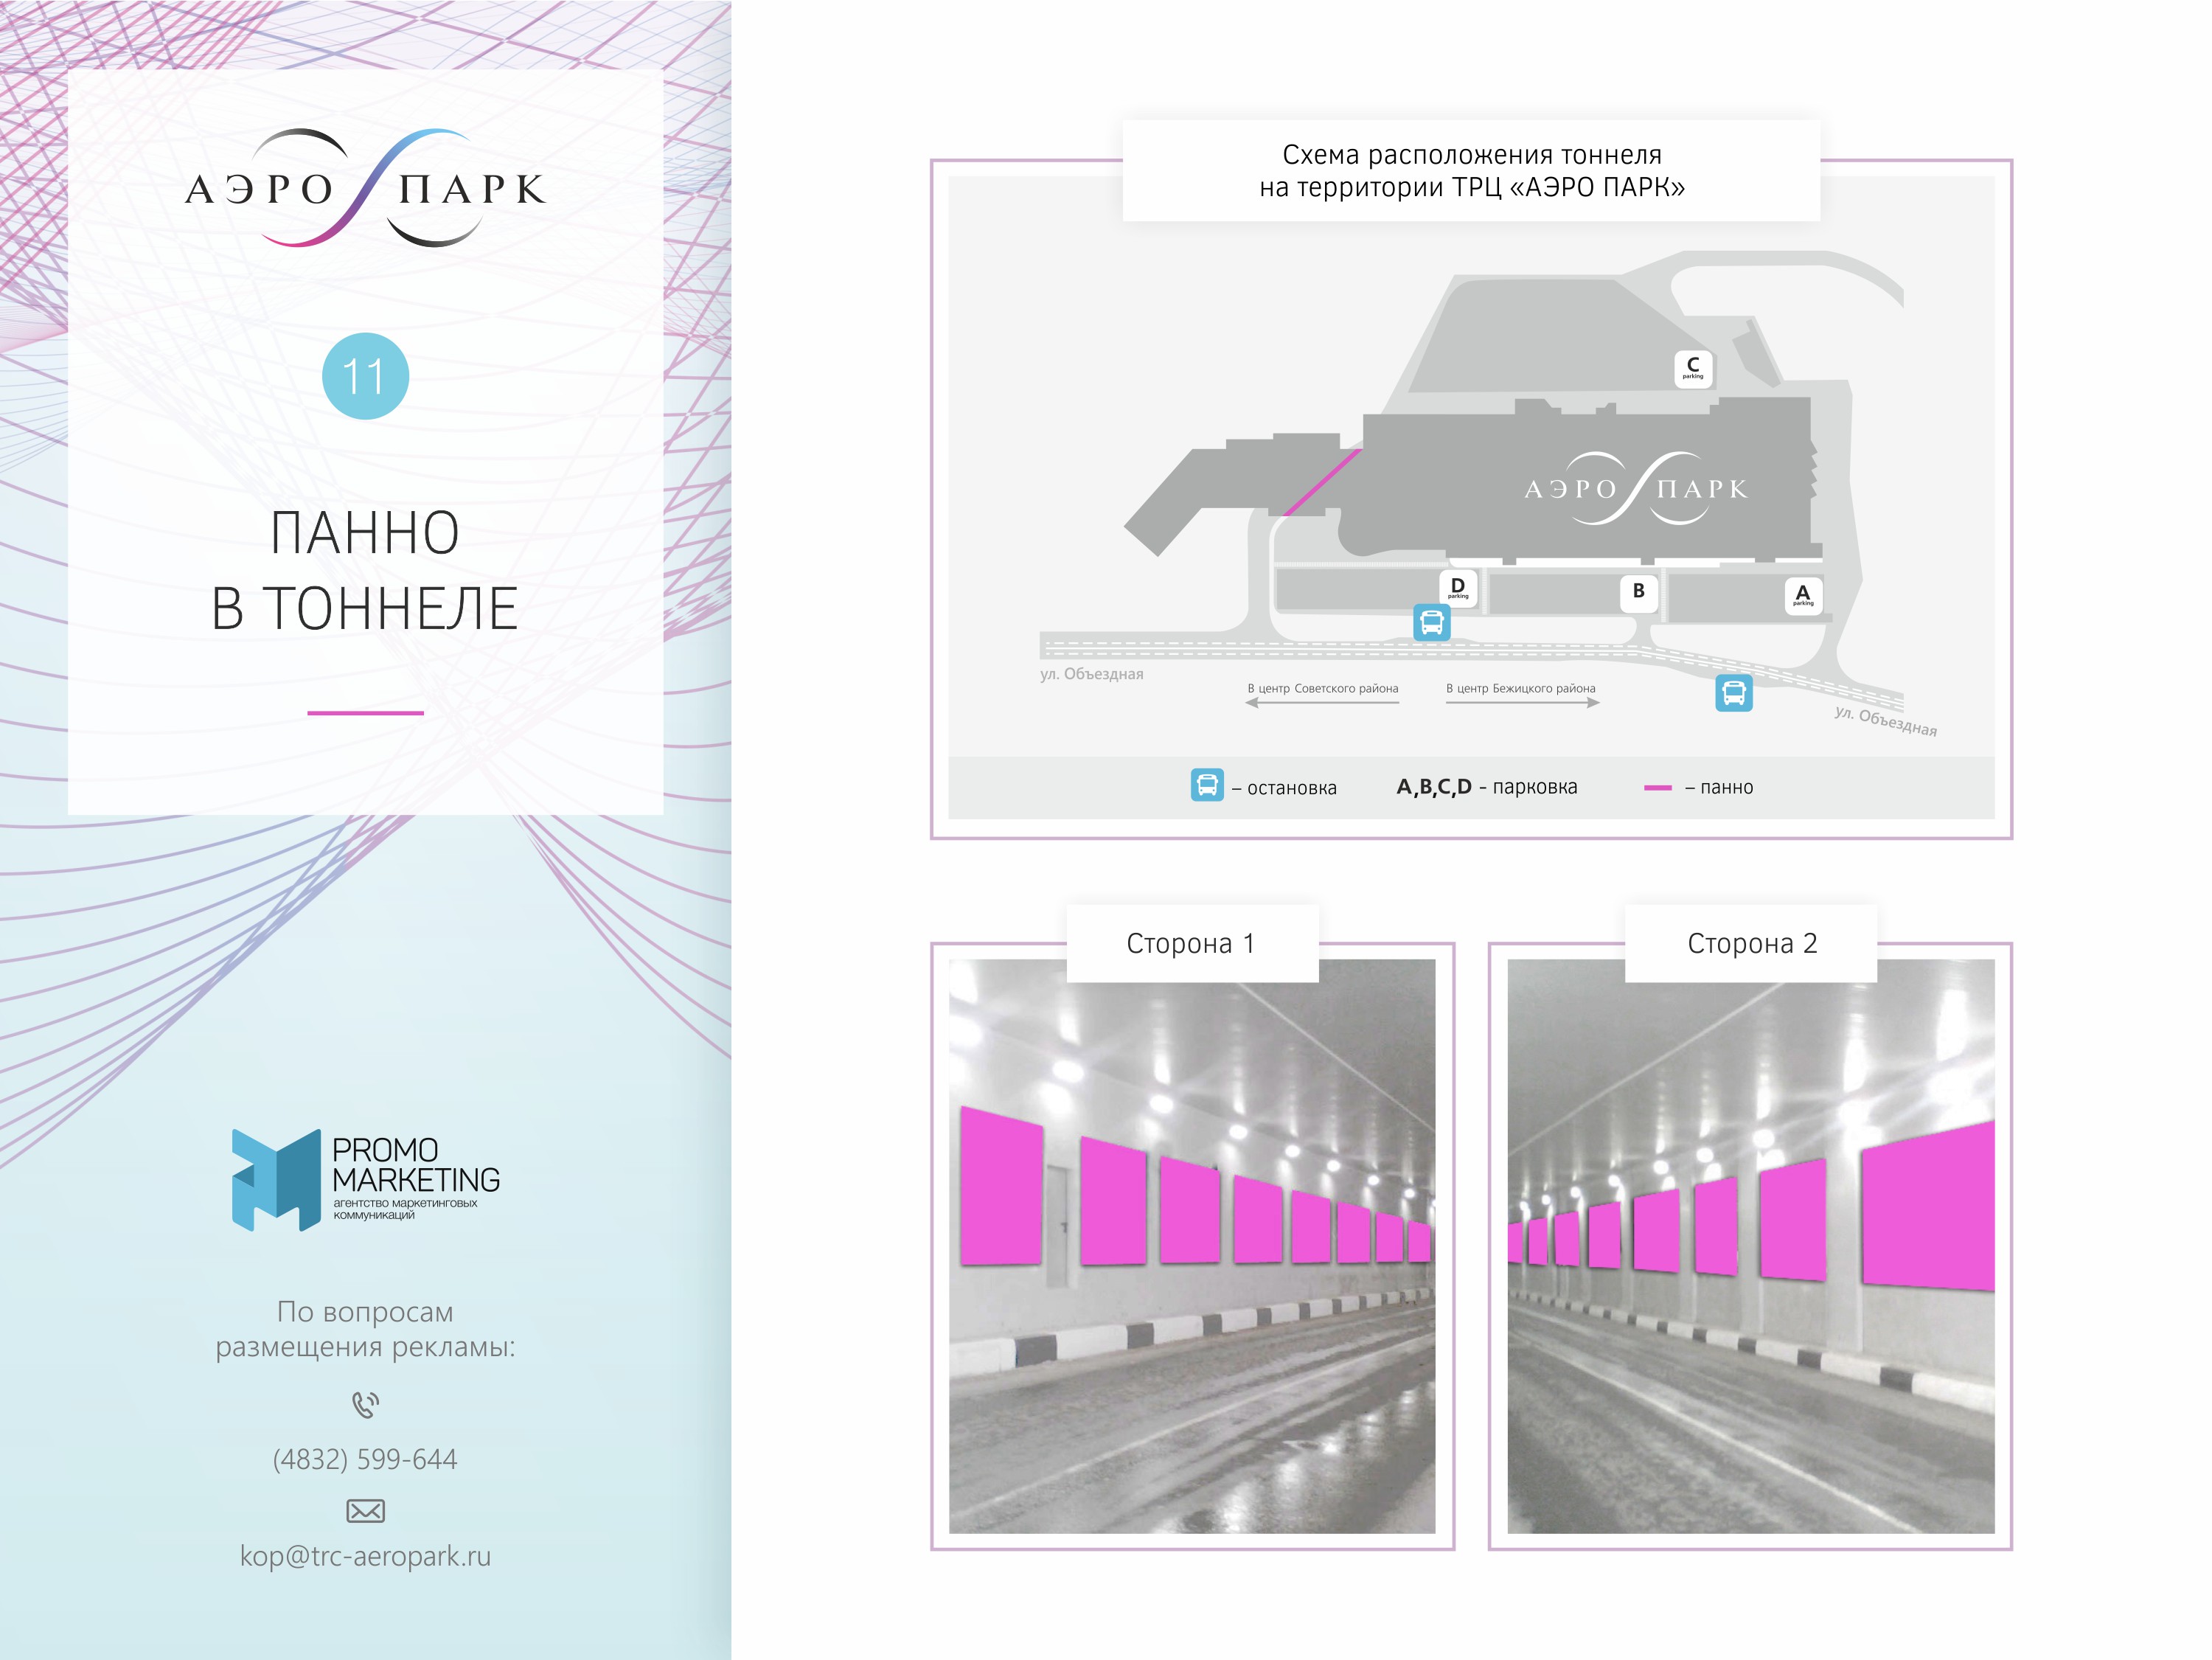 АЭРО ПАРК
11
ПАННО
В ТОННЕЛЕ
PROMO
MARKETING
агентство маркетинговых
коммуникаций
По вопросам
размещения рекламы:
(4832) 599-644
kop@trc-aeropark.ru
Схема расположения тоннеля
на территории ТРЦ «АЭРО ПАРК»
C
parking
АЭРО ПАРК
D
parking
B
A
parking
ул. Объездная
В центр Советского района
В центр Бежицкого района
ул. Объездная
– остановка
A,B,C,D - парковка
– панно
Сторона 1
Сторона 2